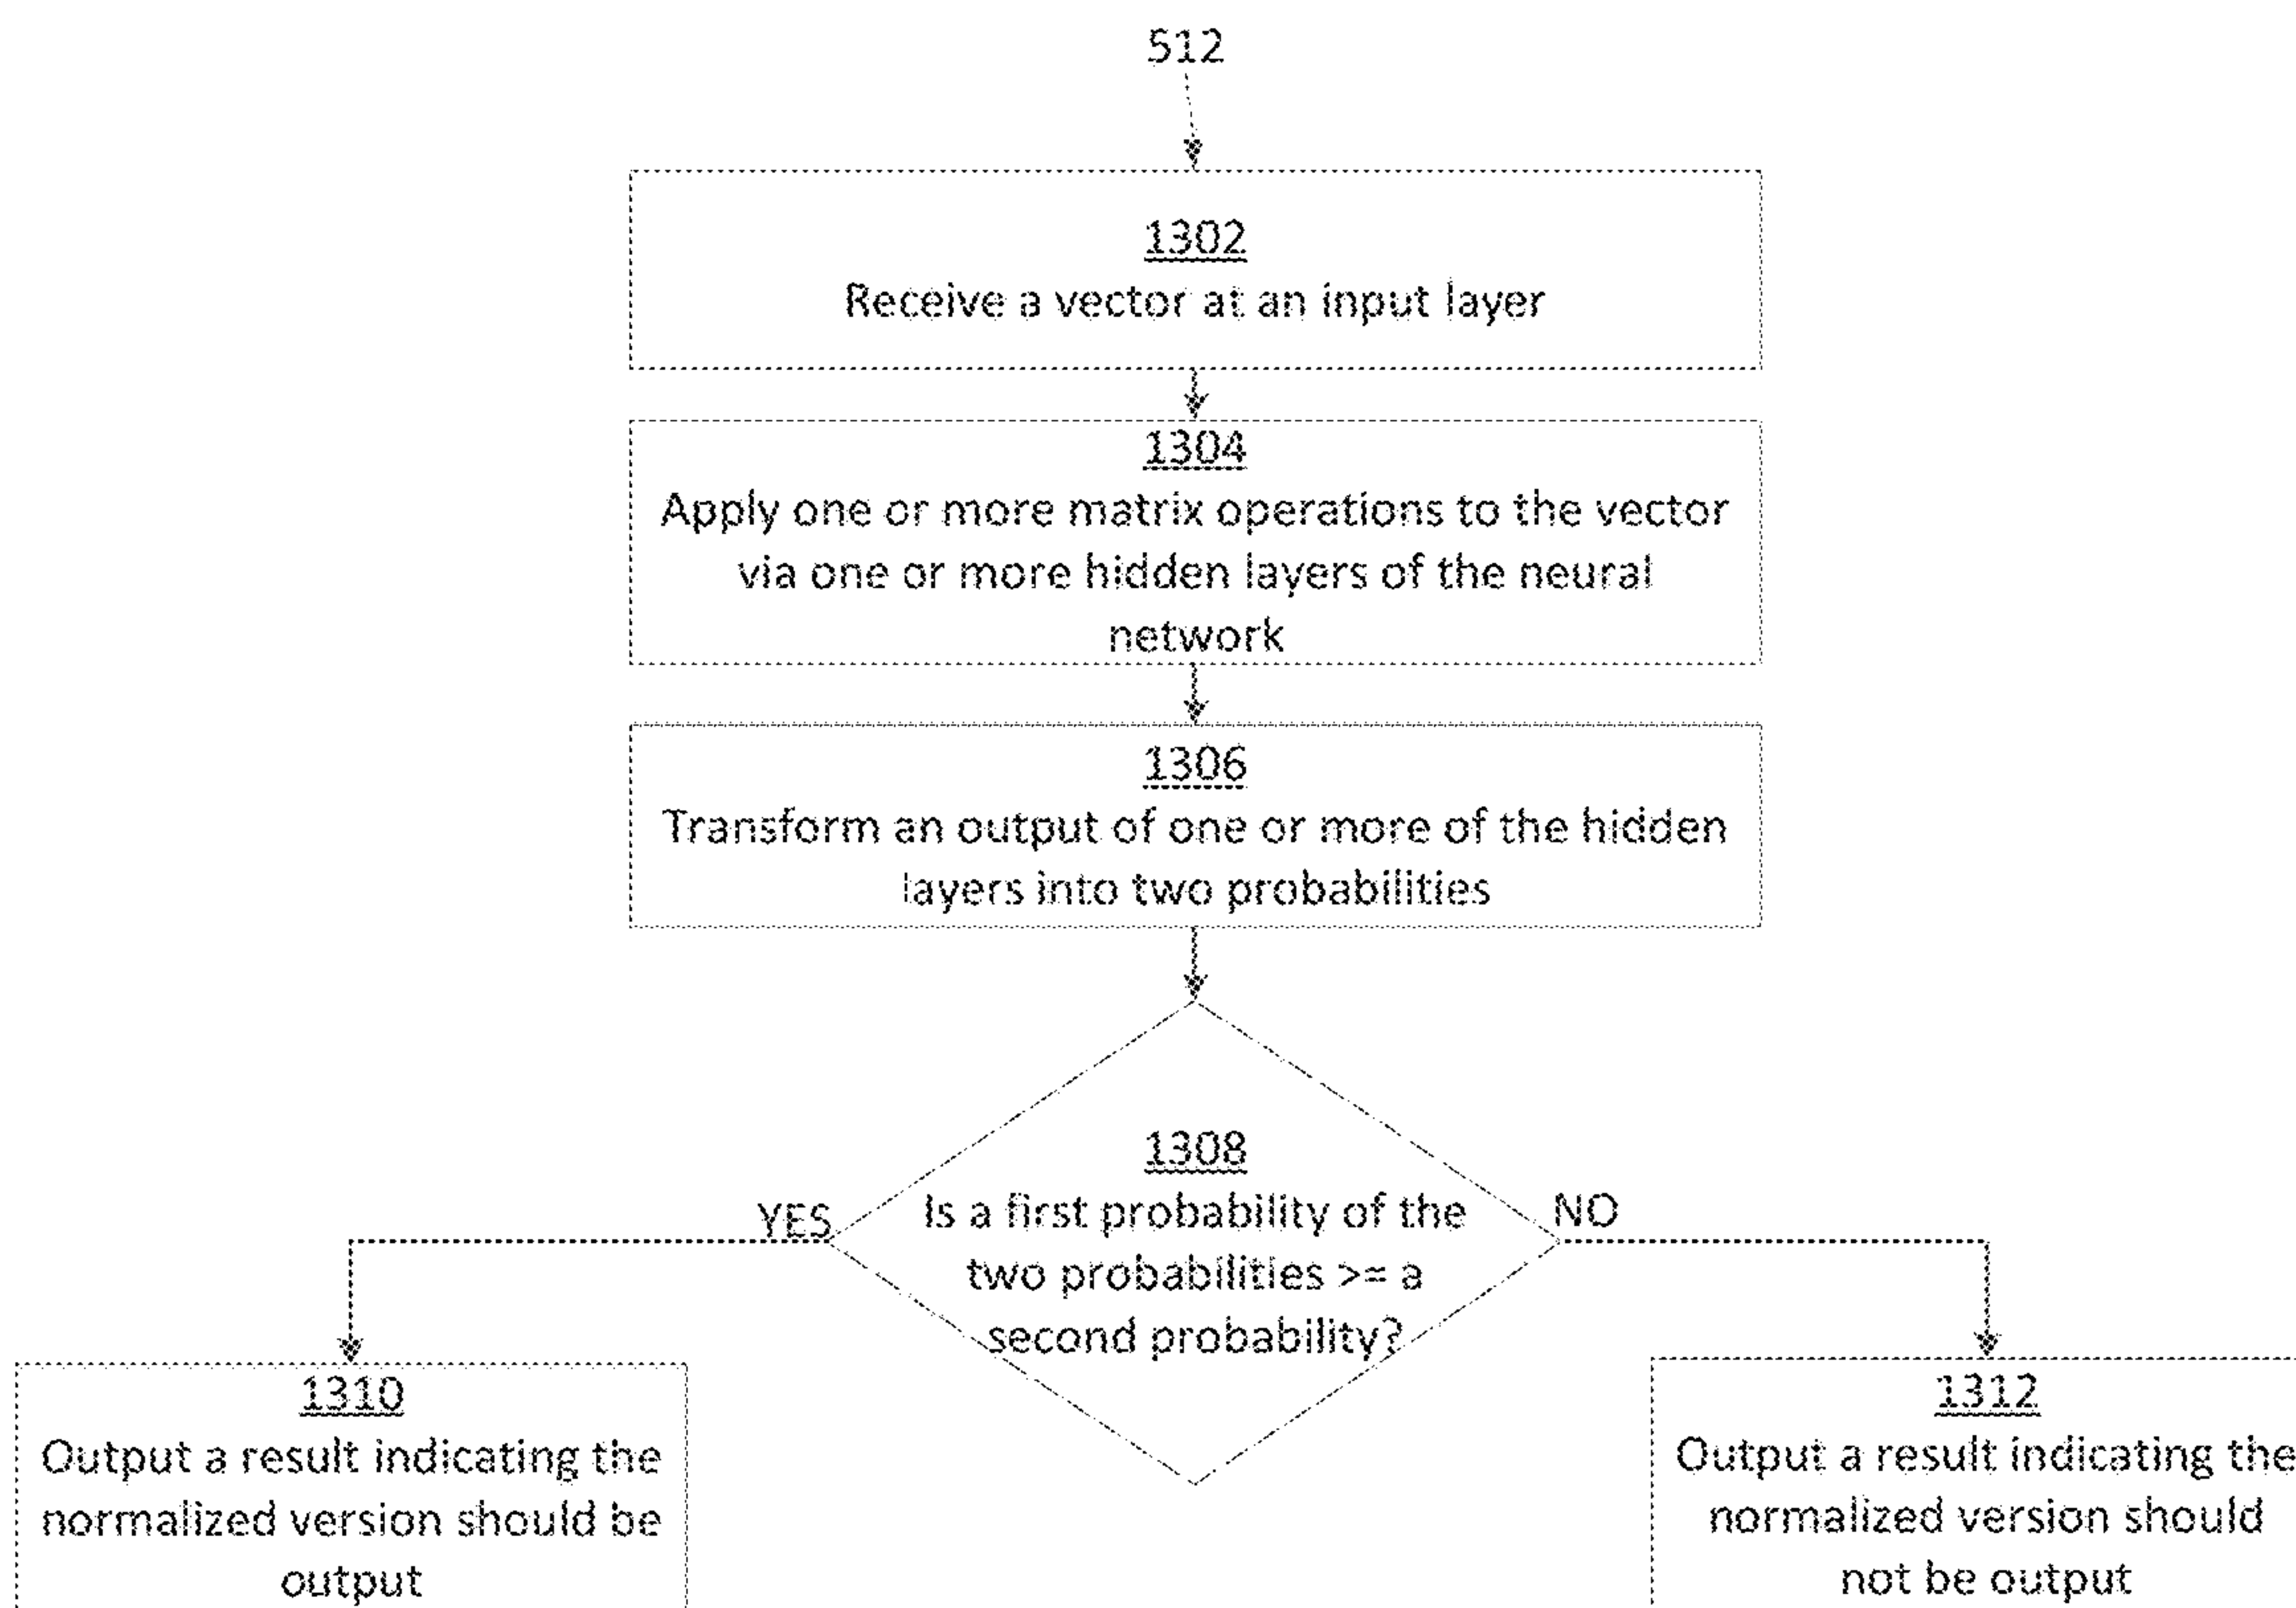 512
1302
Receive a vector at an input layer
1304
Apply one or more matrix operations to the vector
via one or more hidden layers of the neural
network
1306
Transform an output of one or more of the hidden
layers into two probabilities
1308
Is a first probability of the
two probabilities >= a
second probability?
YES
NO
1310
Output a result indicating the
normalized version should be
output
1312
Output a result indicating the
normalized version should
not be output